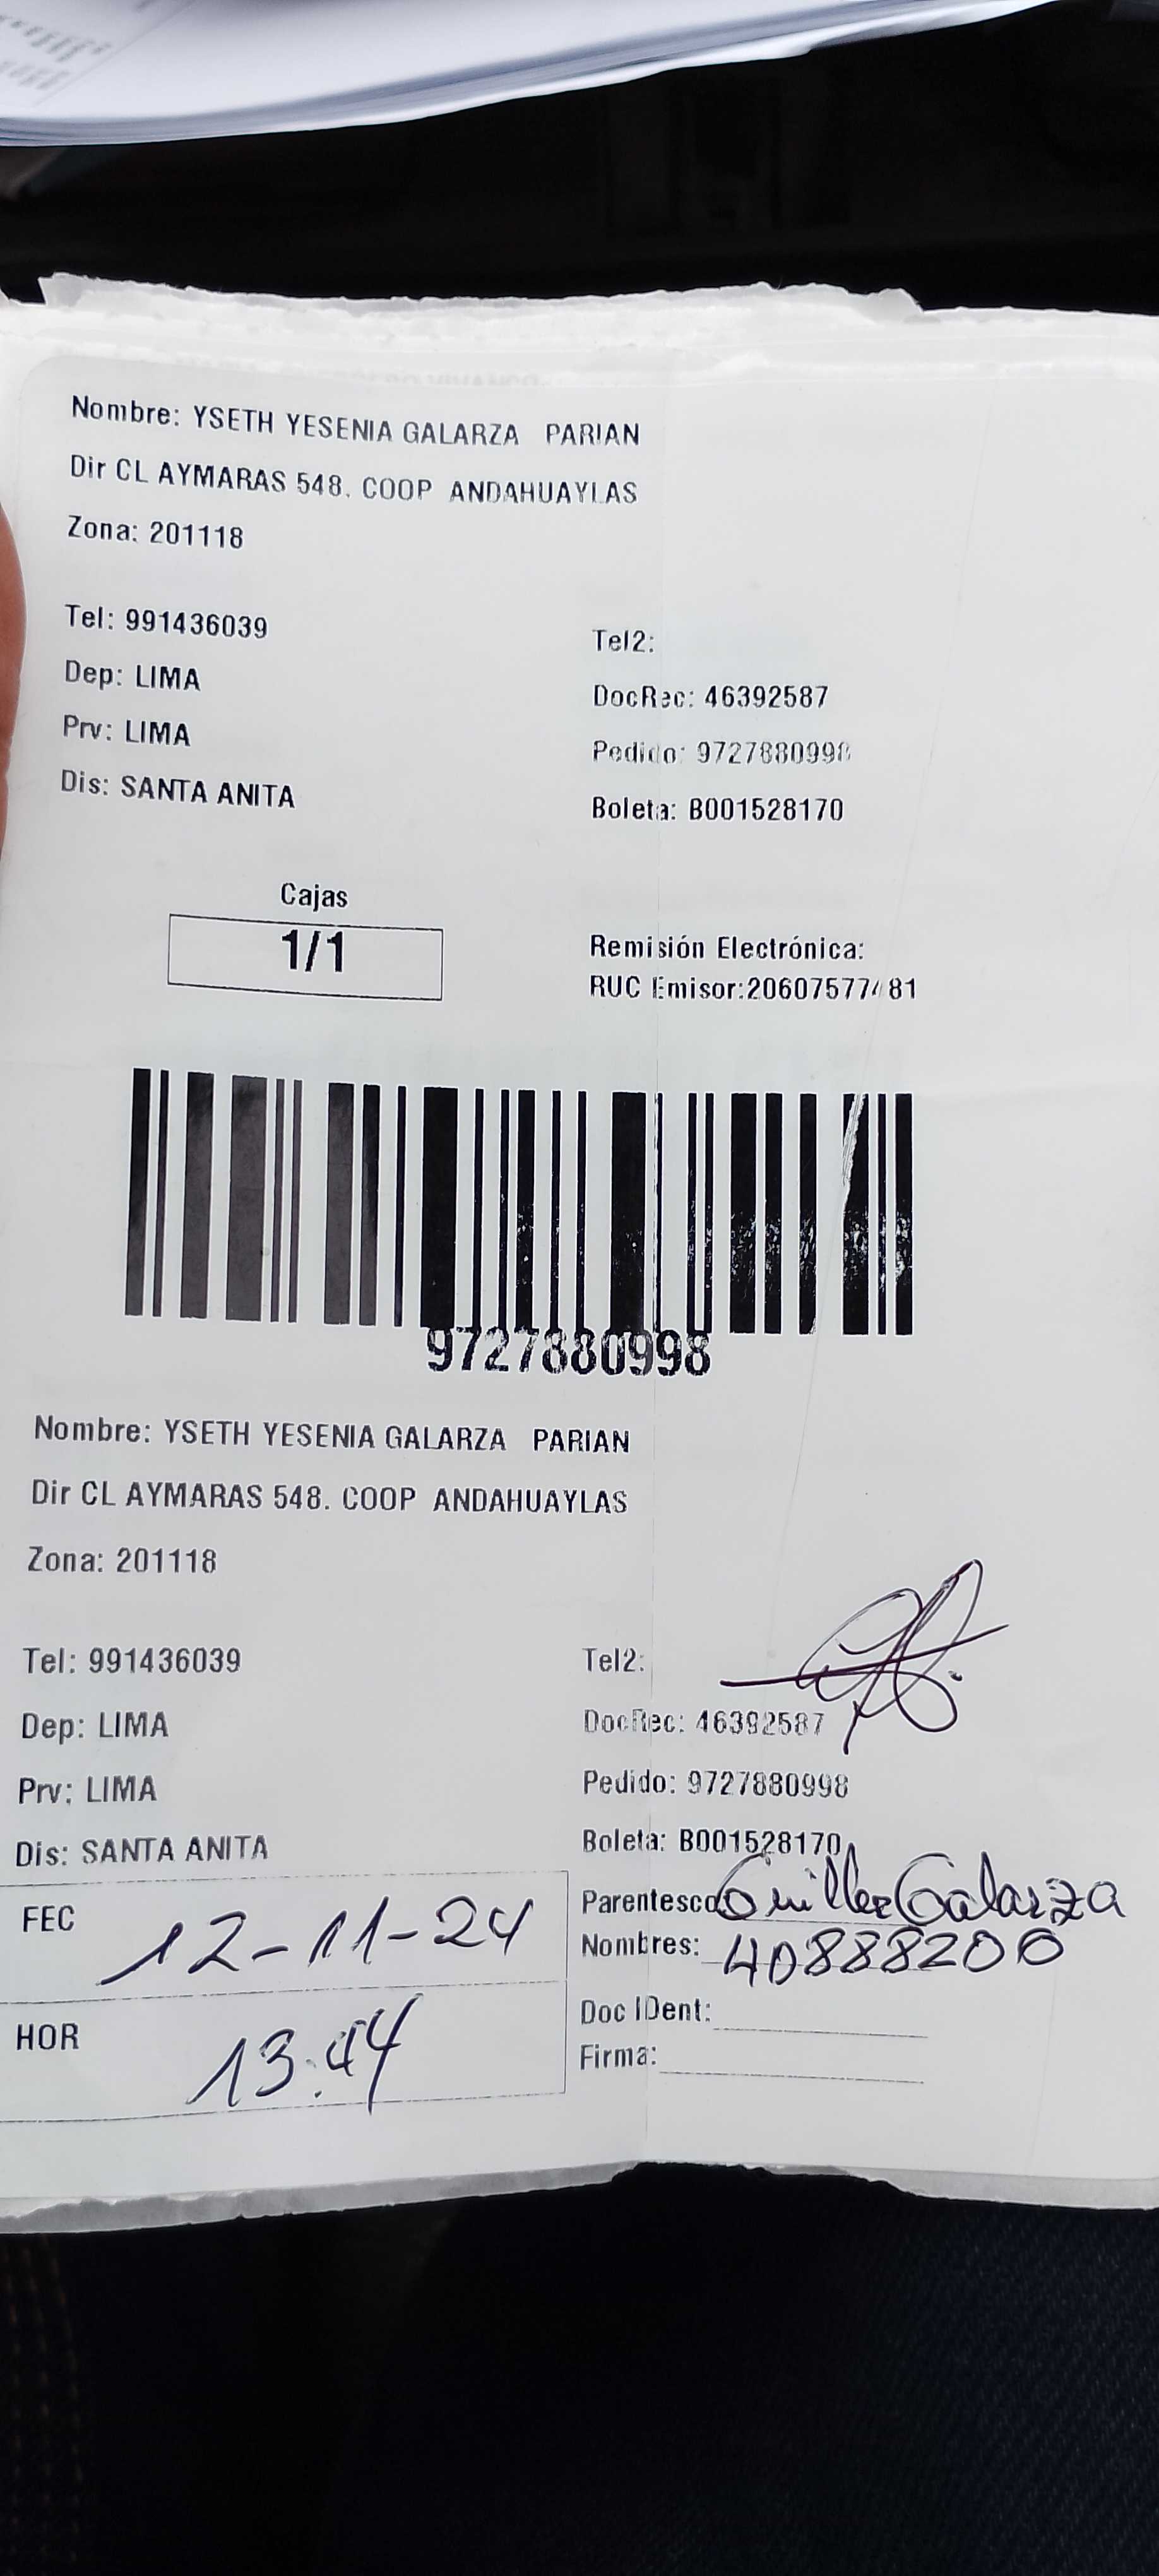 Nombre: YSETH YESENIA GALARZA PARIAN
Dir CL AYMARAS 548. COOP ANDAHUAYLAS
Zona: 201118
Tel: 991436039
Tel2:
Dep: LIMA
DocRec: 46392587
Prv: LIMA
Pedido: 9727880998
Dis: SANTA ANITA
Boleta: B001528170
Cajas
1/1
Remisión Electrónica:
RUC Emisor:20607577481
9727880998
Nombre: YSETH YESENIA GALARZA PARIAN
Dir CL AYMARAS 548. COOP ANDAHUAYLAS
Zona: 201118
Tel: 991436039
Tel2:
Dep: LIMA
DocRec: 46392587
Prv: LIMA
Pedido: 9727880998
Dis: SANTA ANITA
Boleta: B001528170
FEC 12-11-24
Parentesco Galarza
Nombres: 40888200
HOR 13:44
Doc IDent:
Firma: